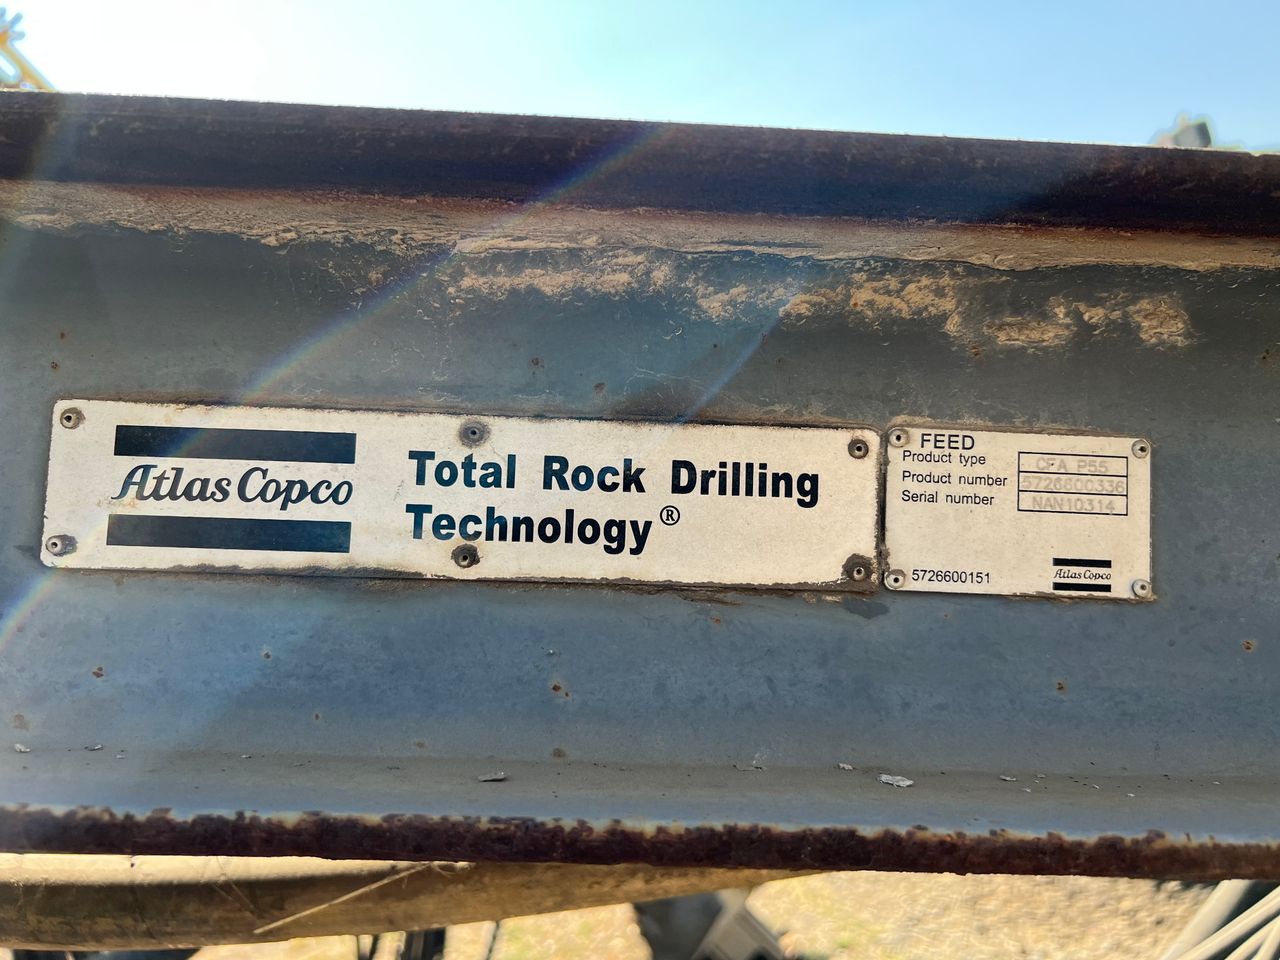 Atlas Copco
Total Rock Drilling
Technology®
FEED
Product type CFA P55
Product number 5726600336
Serial number NAN10314
5726600151
Atlas Copco